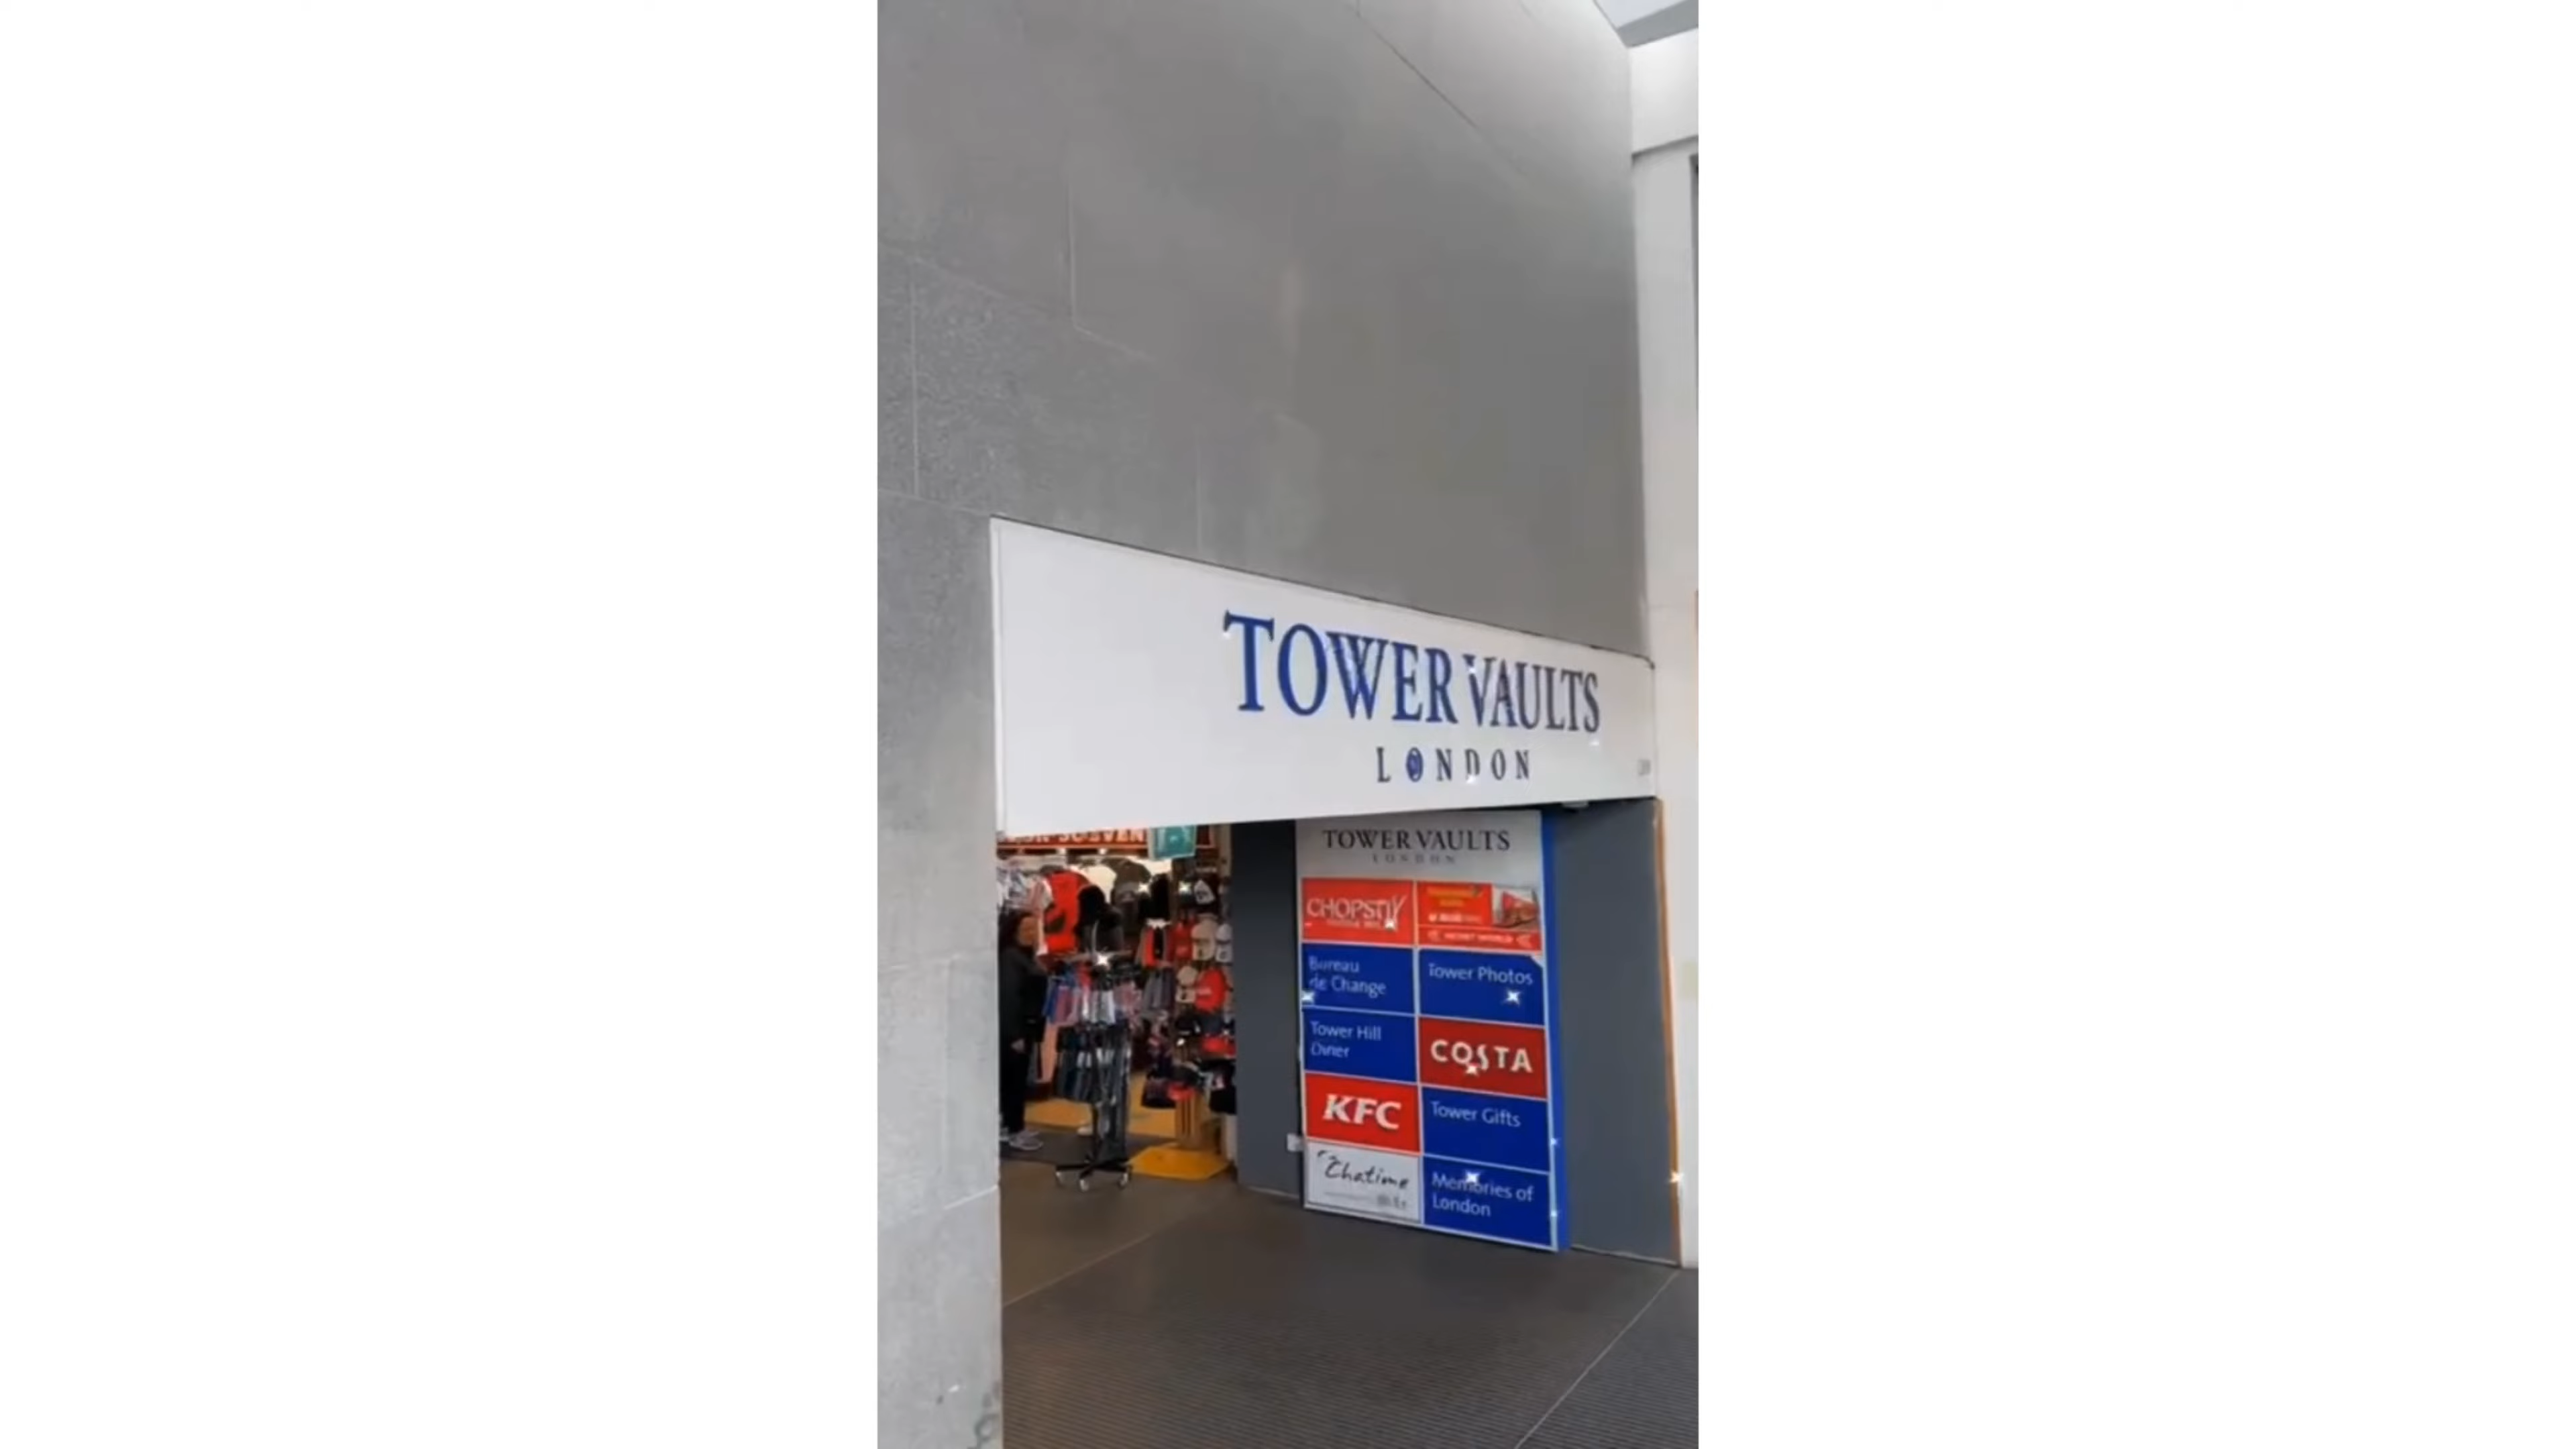 TOWER VAULTS
LONDON
TOWER VAULTS
LONDON
Bureau
de Change
Tower Photos
Tower Hill
Diner
COSTA
KFC
Tower Gifts
Chatime
Memories of
London